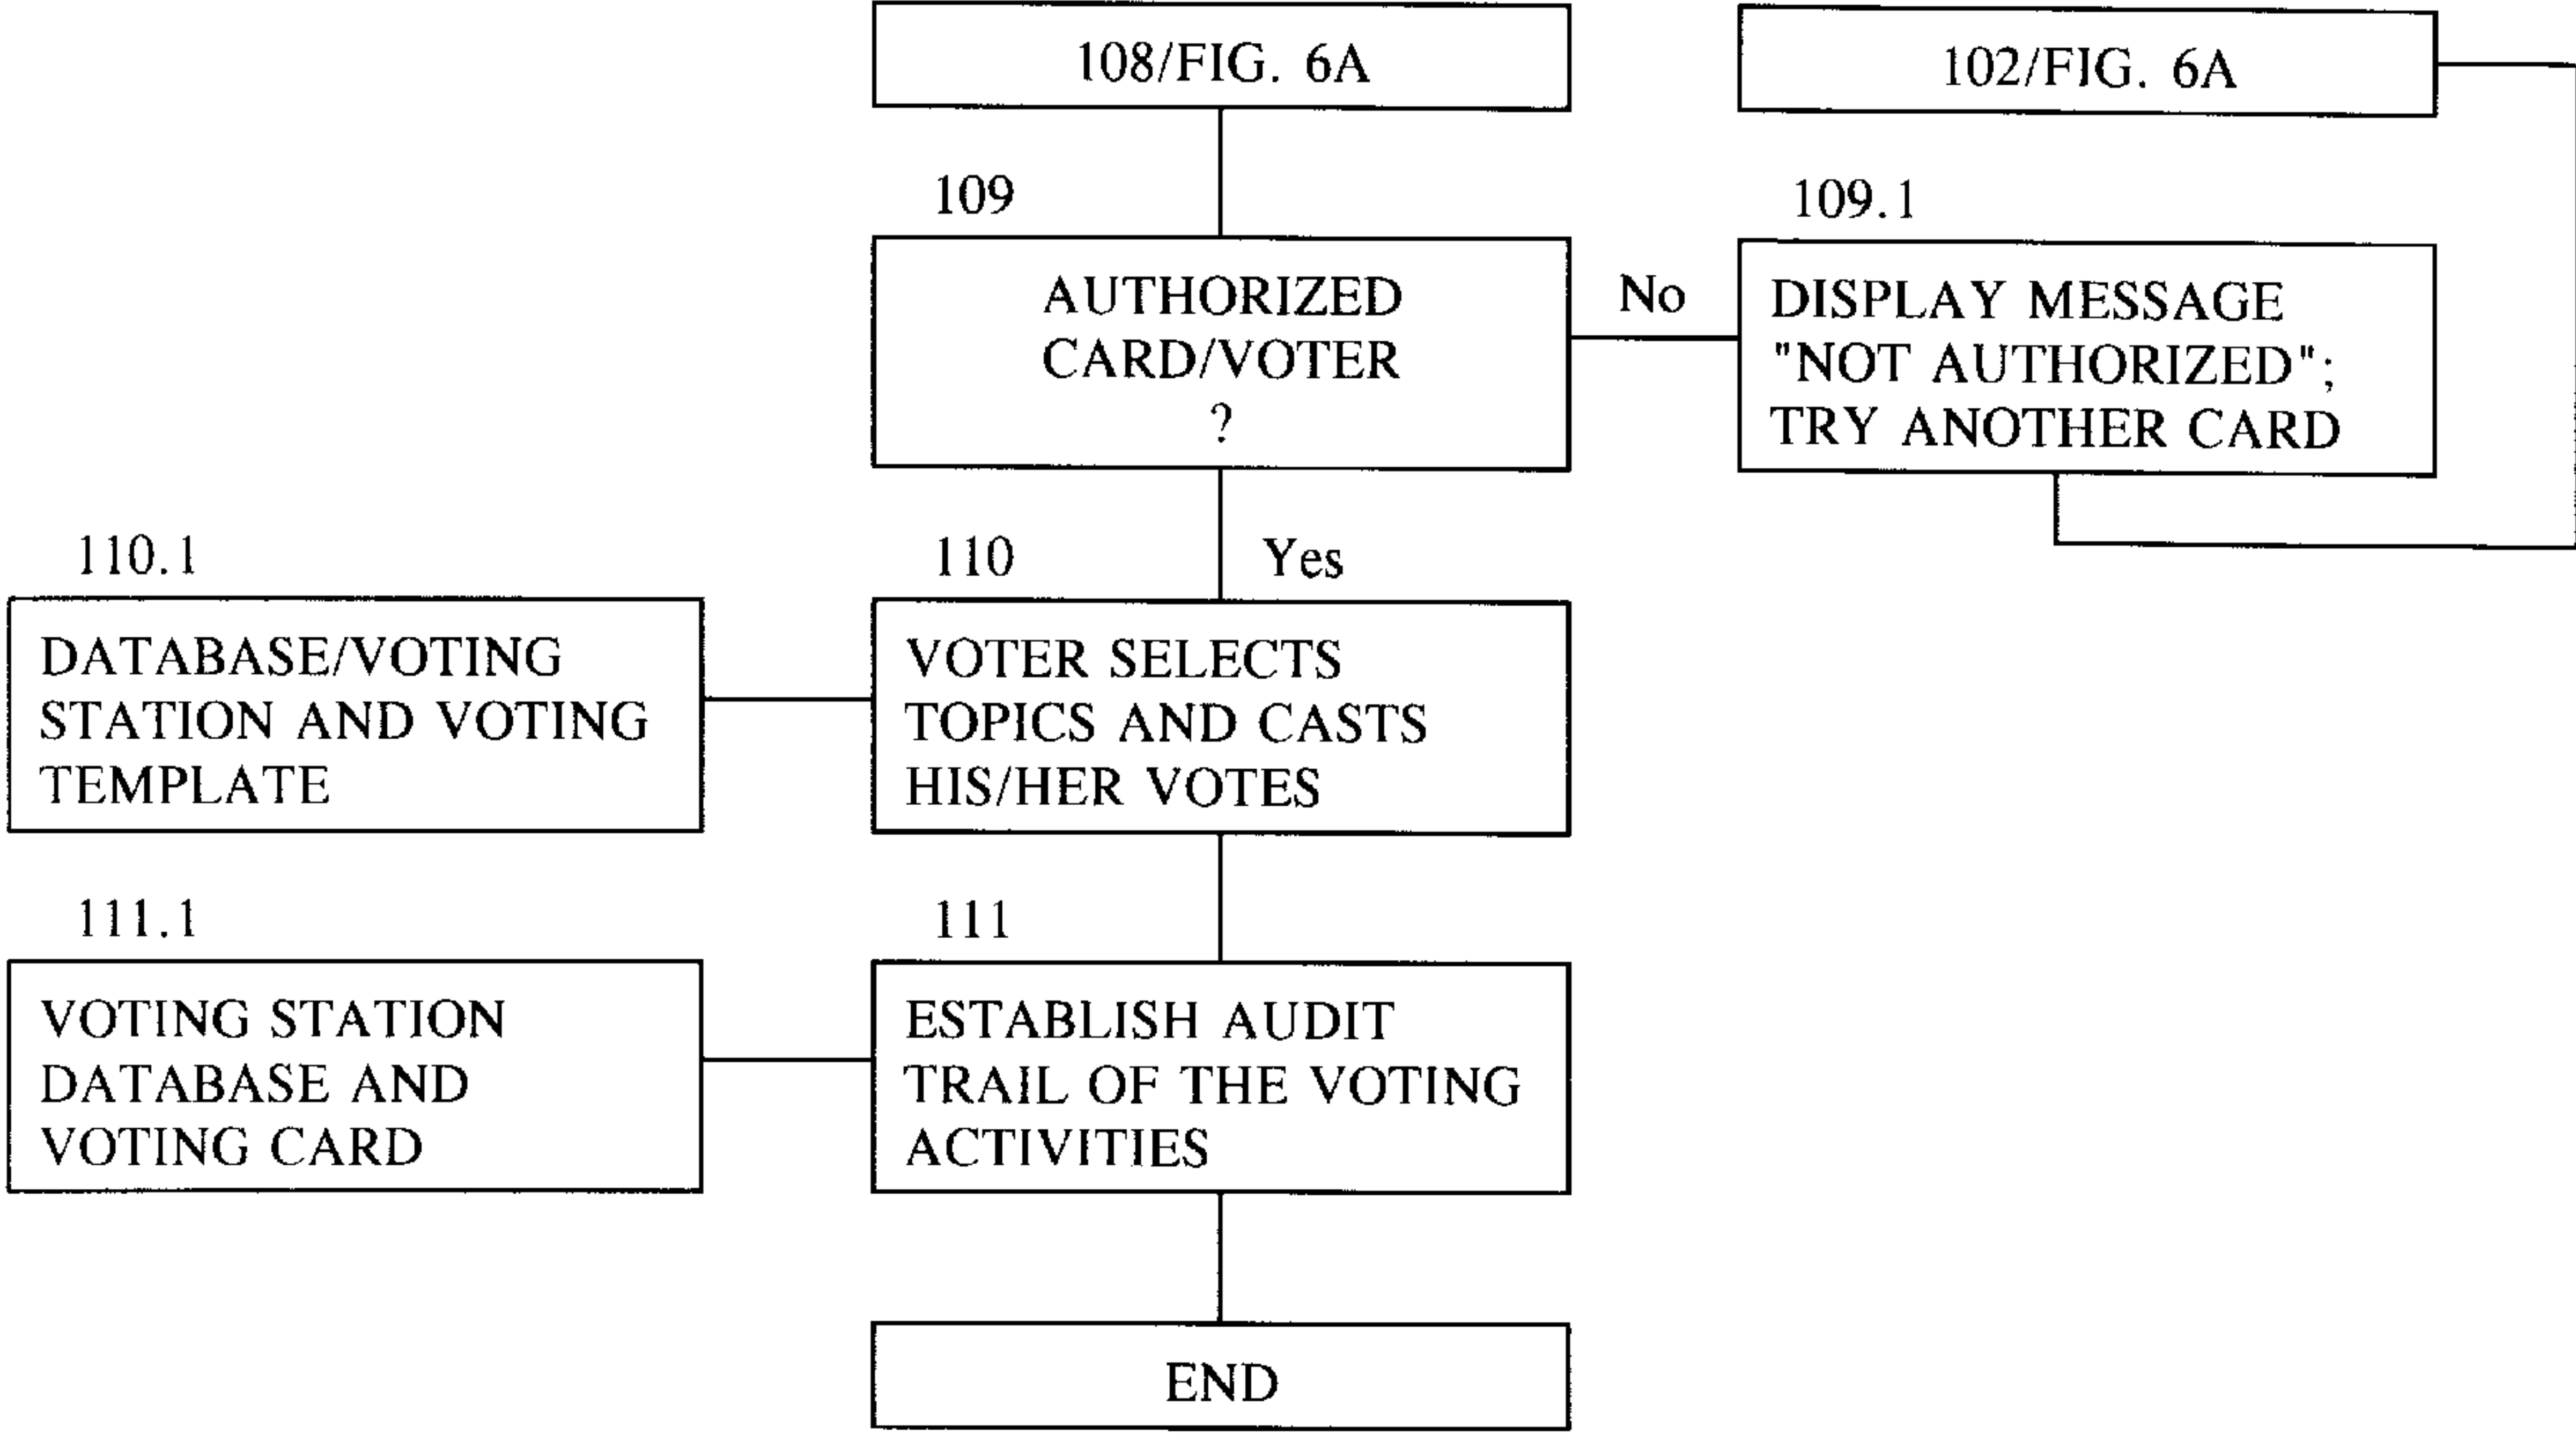 108/FIG. 6A
102/FIG. 6A
109
AUTHORIZED
CARD/VOTER
?
No
109.1
DISPLAY MESSAGE
"NOT AUTHORIZED";
TRY ANOTHER CARD
Yes
110.1
DATABASE/VOTING
STATION AND VOTING
TEMPLATE
110
VOTER SELECTS
TOPICS AND CASTS
HIS/HER VOTES
111.1
VOTING STATION
DATABASE AND
VOTING CARD
111
ESTABLISH AUDIT
TRAIL OF THE VOTING
ACTIVITIES
END